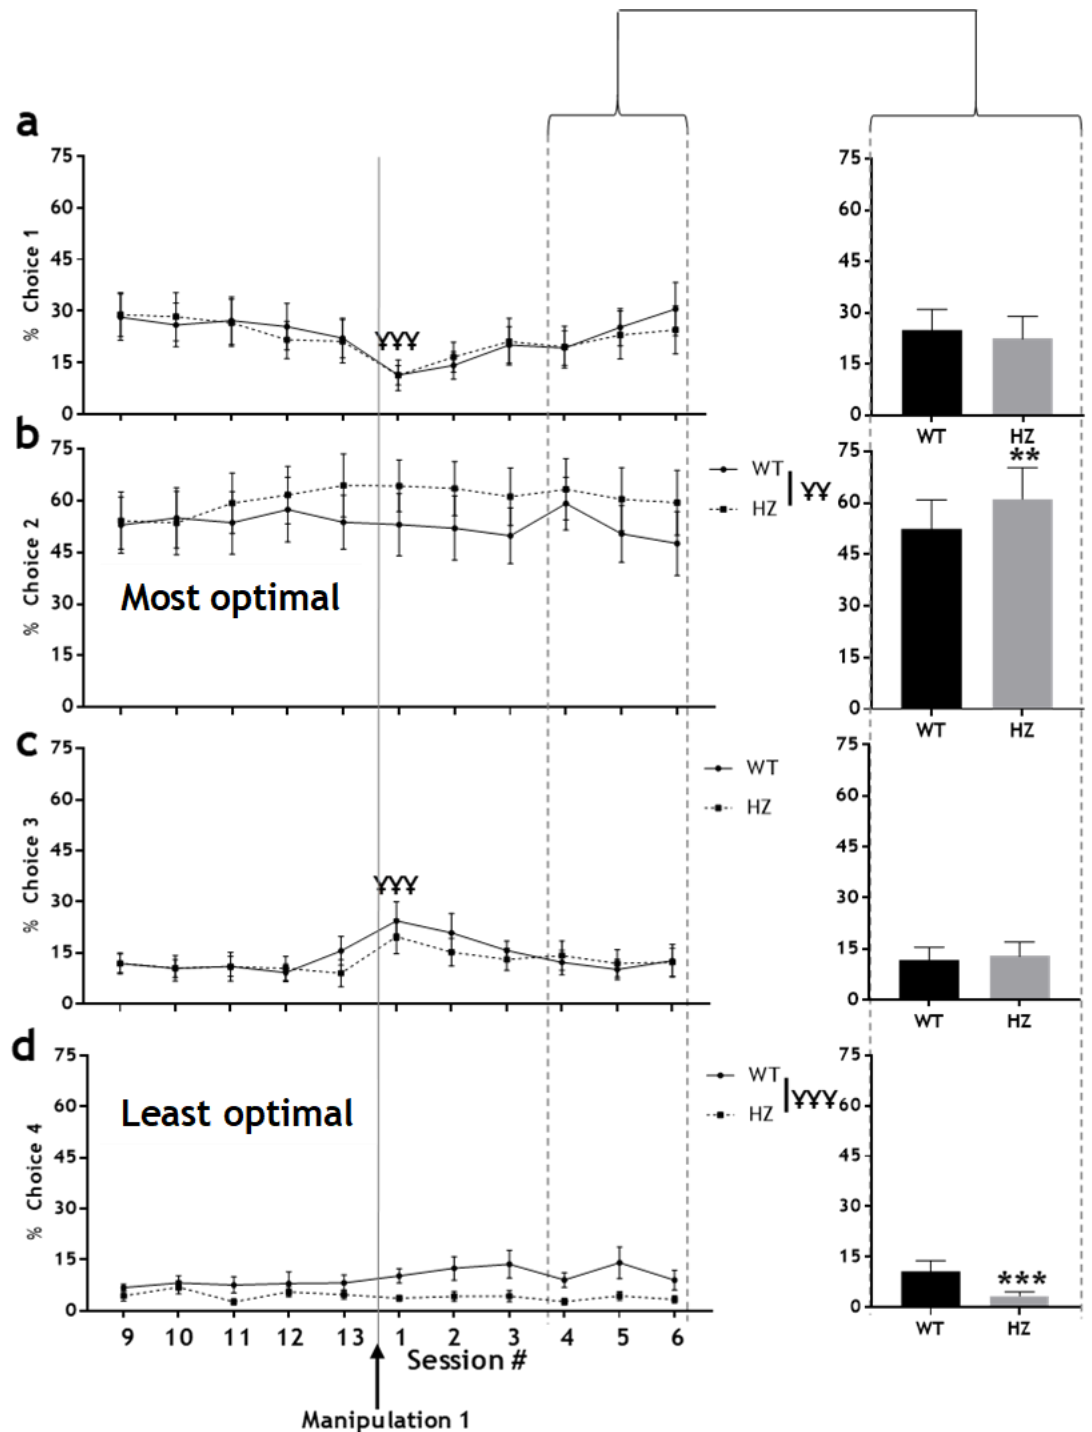 a
75
60
45
30
15
0
% Choice 1
¥¥¥
75
60
45
30
15
0
WT
HZ
b
75
60
45
30
15
0
% Choice 2
Most optimal
WT
HZ
¥¥
75
60
45
30
15
0
**
WT
HZ
c
75
60
45
30
15
0
% Choice 3
¥¥¥
WT
HZ
75
60
45
30
15
0
WT
HZ
d
75
60
45
30
15
0
% Choice 4
Least optimal
WT
HZ
¥¥¥
75
60
45
30
15
0
***
WT
HZ
9 10 11 12 13 1 2 3 4 5 6
Session #
Manipulation 1